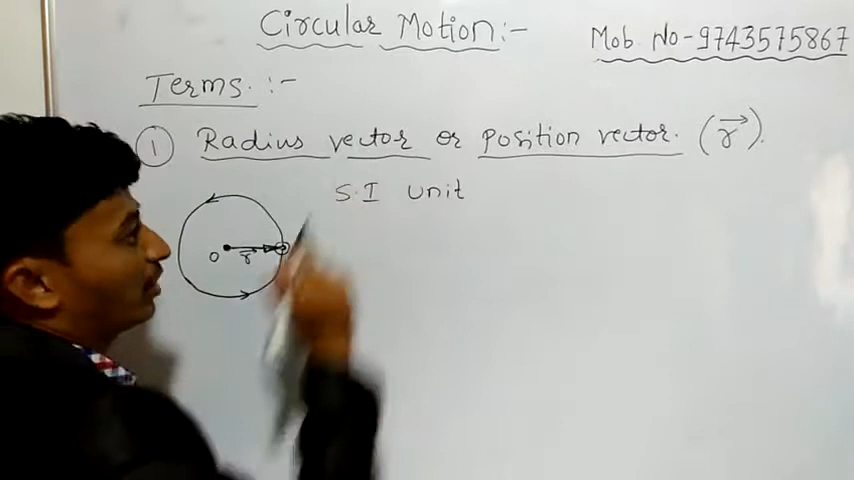 Circular Motion :-
Mob No - 9743575867
Terms. :-
① Radius vector or Position vector. (r⃗).
S.I Unit
O r⃗